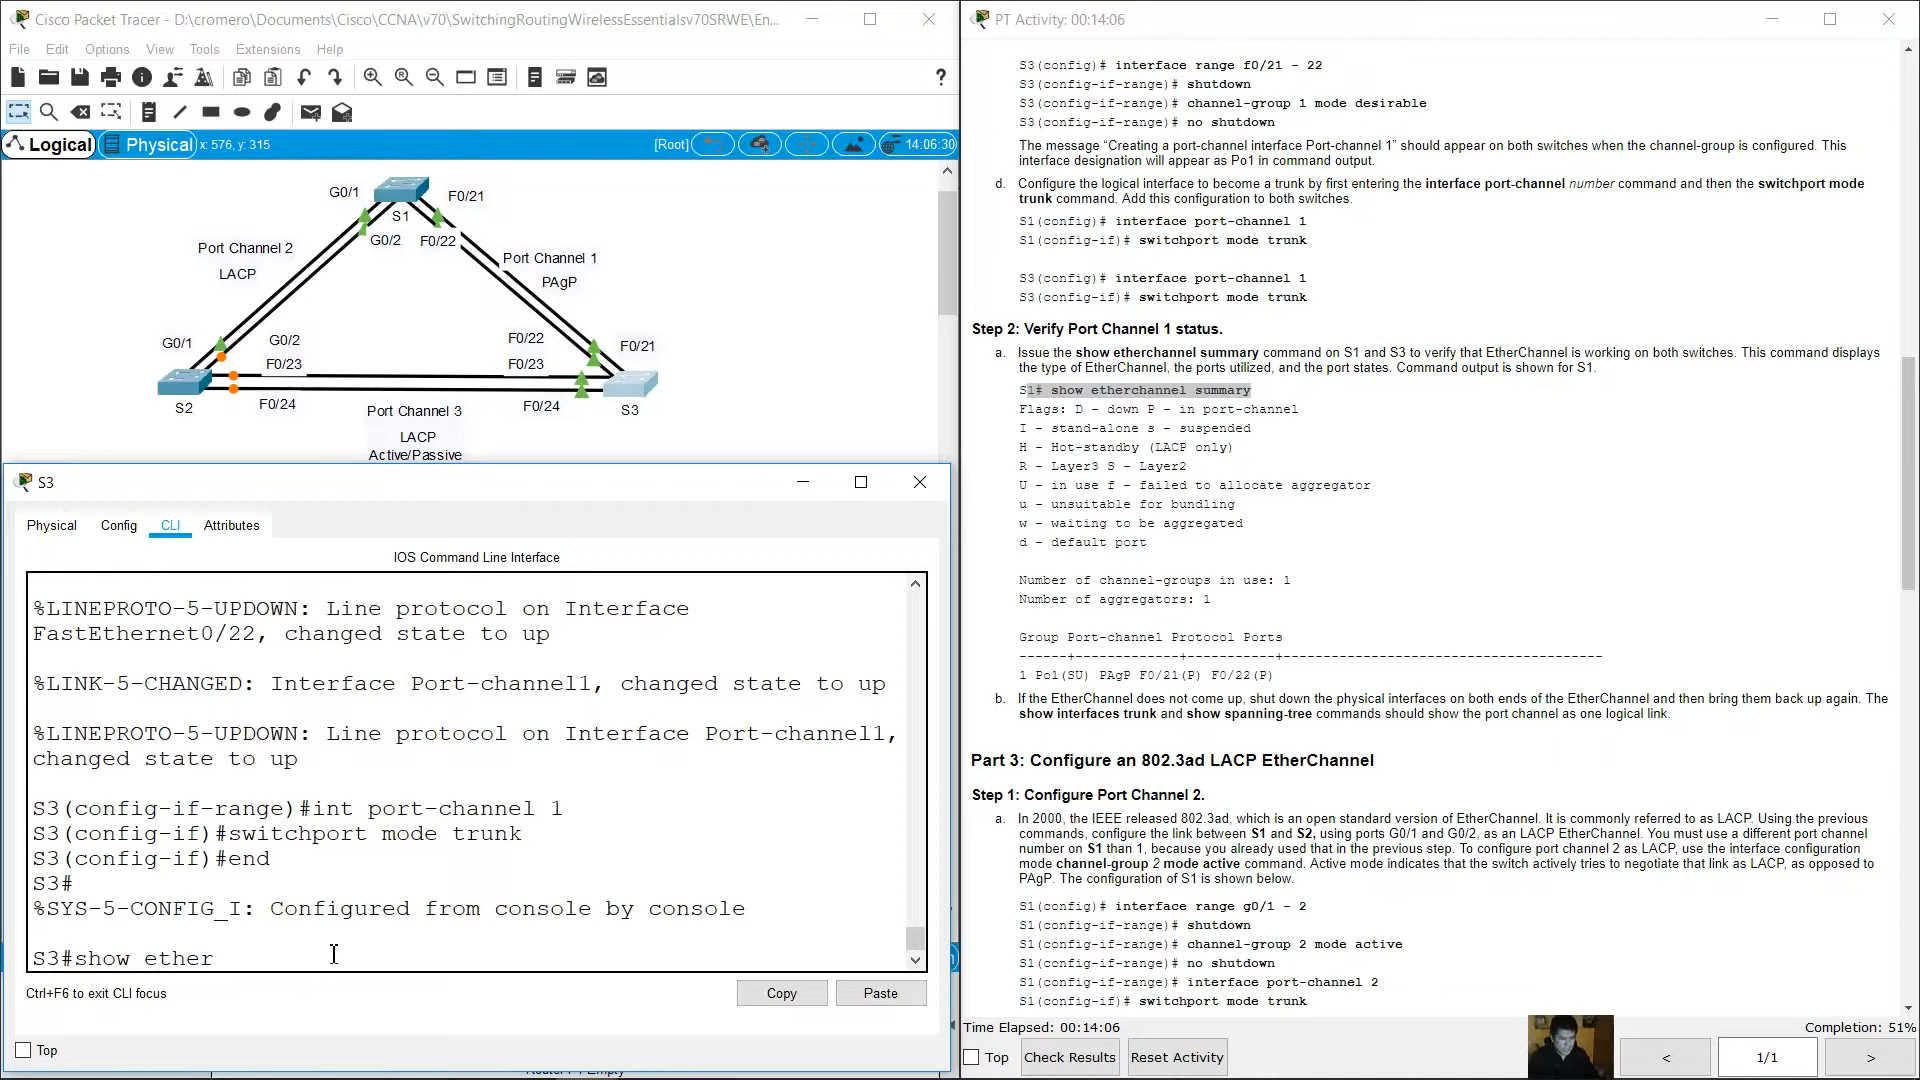 Cisco Packet Tracer - D:\cromero\Documents\Cisco\CCNA\v70\SwitchingRoutingWirelessEssentialsv70SRWE\En...
File Edit Options View Tools Extensions Help
?
Logical
Physical
x: 576, y: 315
[Root]
14:06:30
G0/1
F0/21
S1
G0/2
F0/22
Port Channel 2
LACP
Port Channel 1
PAgP
G0/1
G0/2
F0/22
F0/21
F0/23
F0/23
S2
F0/24
F0/24
S3
Port Channel 3
LACP
Active/Passive
S3
Physical Config CLI Attributes
IOS Command Line Interface
%LINEPROTO-5-UPDOWN: Line protocol on Interface
FastEthernet0/22, changed state to up
%LINK-5-CHANGED: Interface Port-channel1, changed state to up
%LINEPROTO-5-UPDOWN: Line protocol on Interface Port-channel1,
changed state to up
S3(config-if-range)#int port-channel 1
S3(config-if)#switchport mode trunk
S3(config-if)#end
S3#
%SYS-5-CONFIG_I: Configured from console by console
S3#show ether
Ctrl+F6 to exit CLI focus
Copy
Paste
Top
PT Activity: 00:14:06
S3(config)# interface range f0/21 - 22
S3(config-if-range)# shutdown
S3(config-if-range)# channel-group 1 mode desirable
S3(config-if-range)# no shutdown
The message “Creating a port-channel interface Port-channel 1” should appear on both switches when the channel-group is configured. This
interface designation will appear as Po1 in command output.
d. Configure the logical interface to become a trunk by first entering the interface port-channel number command and then the switchport mode
trunk command. Add this configuration to both switches.
S1(config)# interface port-channel 1
S1(config-if)# switchport mode trunk
S3(config)# interface port-channel 1
S3(config-if)# switchport mode trunk
Step 2: Verify Port Channel 1 status.
a. Issue the show etherchannel summary command on S1 and S3 to verify that EtherChannel is working on both switches. This command displays
the type of EtherChannel, the ports utilized, and the port states. Command output is shown for S1.
S1# show etherchannel summary
Flags: D - down P - in port-channel
I - stand-alone s - suspended
H - Hot-standby (LACP only)
R - Layer3 S - Layer2
U - in use f - failed to allocate aggregator
u - unsuitable for bundling
w - waiting to be aggregated
d - default port
Number of channel-groups in use: 1
Number of aggregators: 1
Group Port-channel Protocol Ports
------+-------------+-----------+----------------------------------------
1 Po1(SU) PAgP F0/21(P) F0/22(P)
b. If the EtherChannel does not come up, shut down the physical interfaces on both ends of the EtherChannel and then bring them back up again. The
show interfaces trunk and show spanning-tree commands should show the port channel as one logical link.
Part 3: Configure an 802.3ad LACP EtherChannel
Step 1: Configure Port Channel 2.
a. In 2000, the IEEE released 802.3ad, which is an open standard version of EtherChannel. It is commonly referred to as LACP. Using the previous
commands, configure the link between S1 and S2, using ports G0/1 and G0/2, as an LACP EtherChannel. You must use a different port channel
number on S1 than 1, because you already used that in the previous step. To configure port channel 2 as LACP, use the interface configuration
mode channel-group 2 mode active command. Active mode indicates that the switch actively tries to negotiate that link as LACP, as opposed to
PAgP. The configuration of S1 is shown below.
S1(config)# interface range g0/1 - 2
S1(config-if-range)# shutdown
S1(config-if-range)# channel-group 2 mode active
S1(config-if-range)# no shutdown
S1(config-if-range)# interface port-channel 2
S1(config-if)# switchport mode trunk
Time Elapsed: 00:14:06
Completion: 51%
Top
Check Results
Reset Activity
<
1/1
>